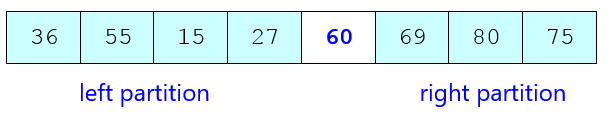 36 55 15 27 60 69 80 75
left partition right partition